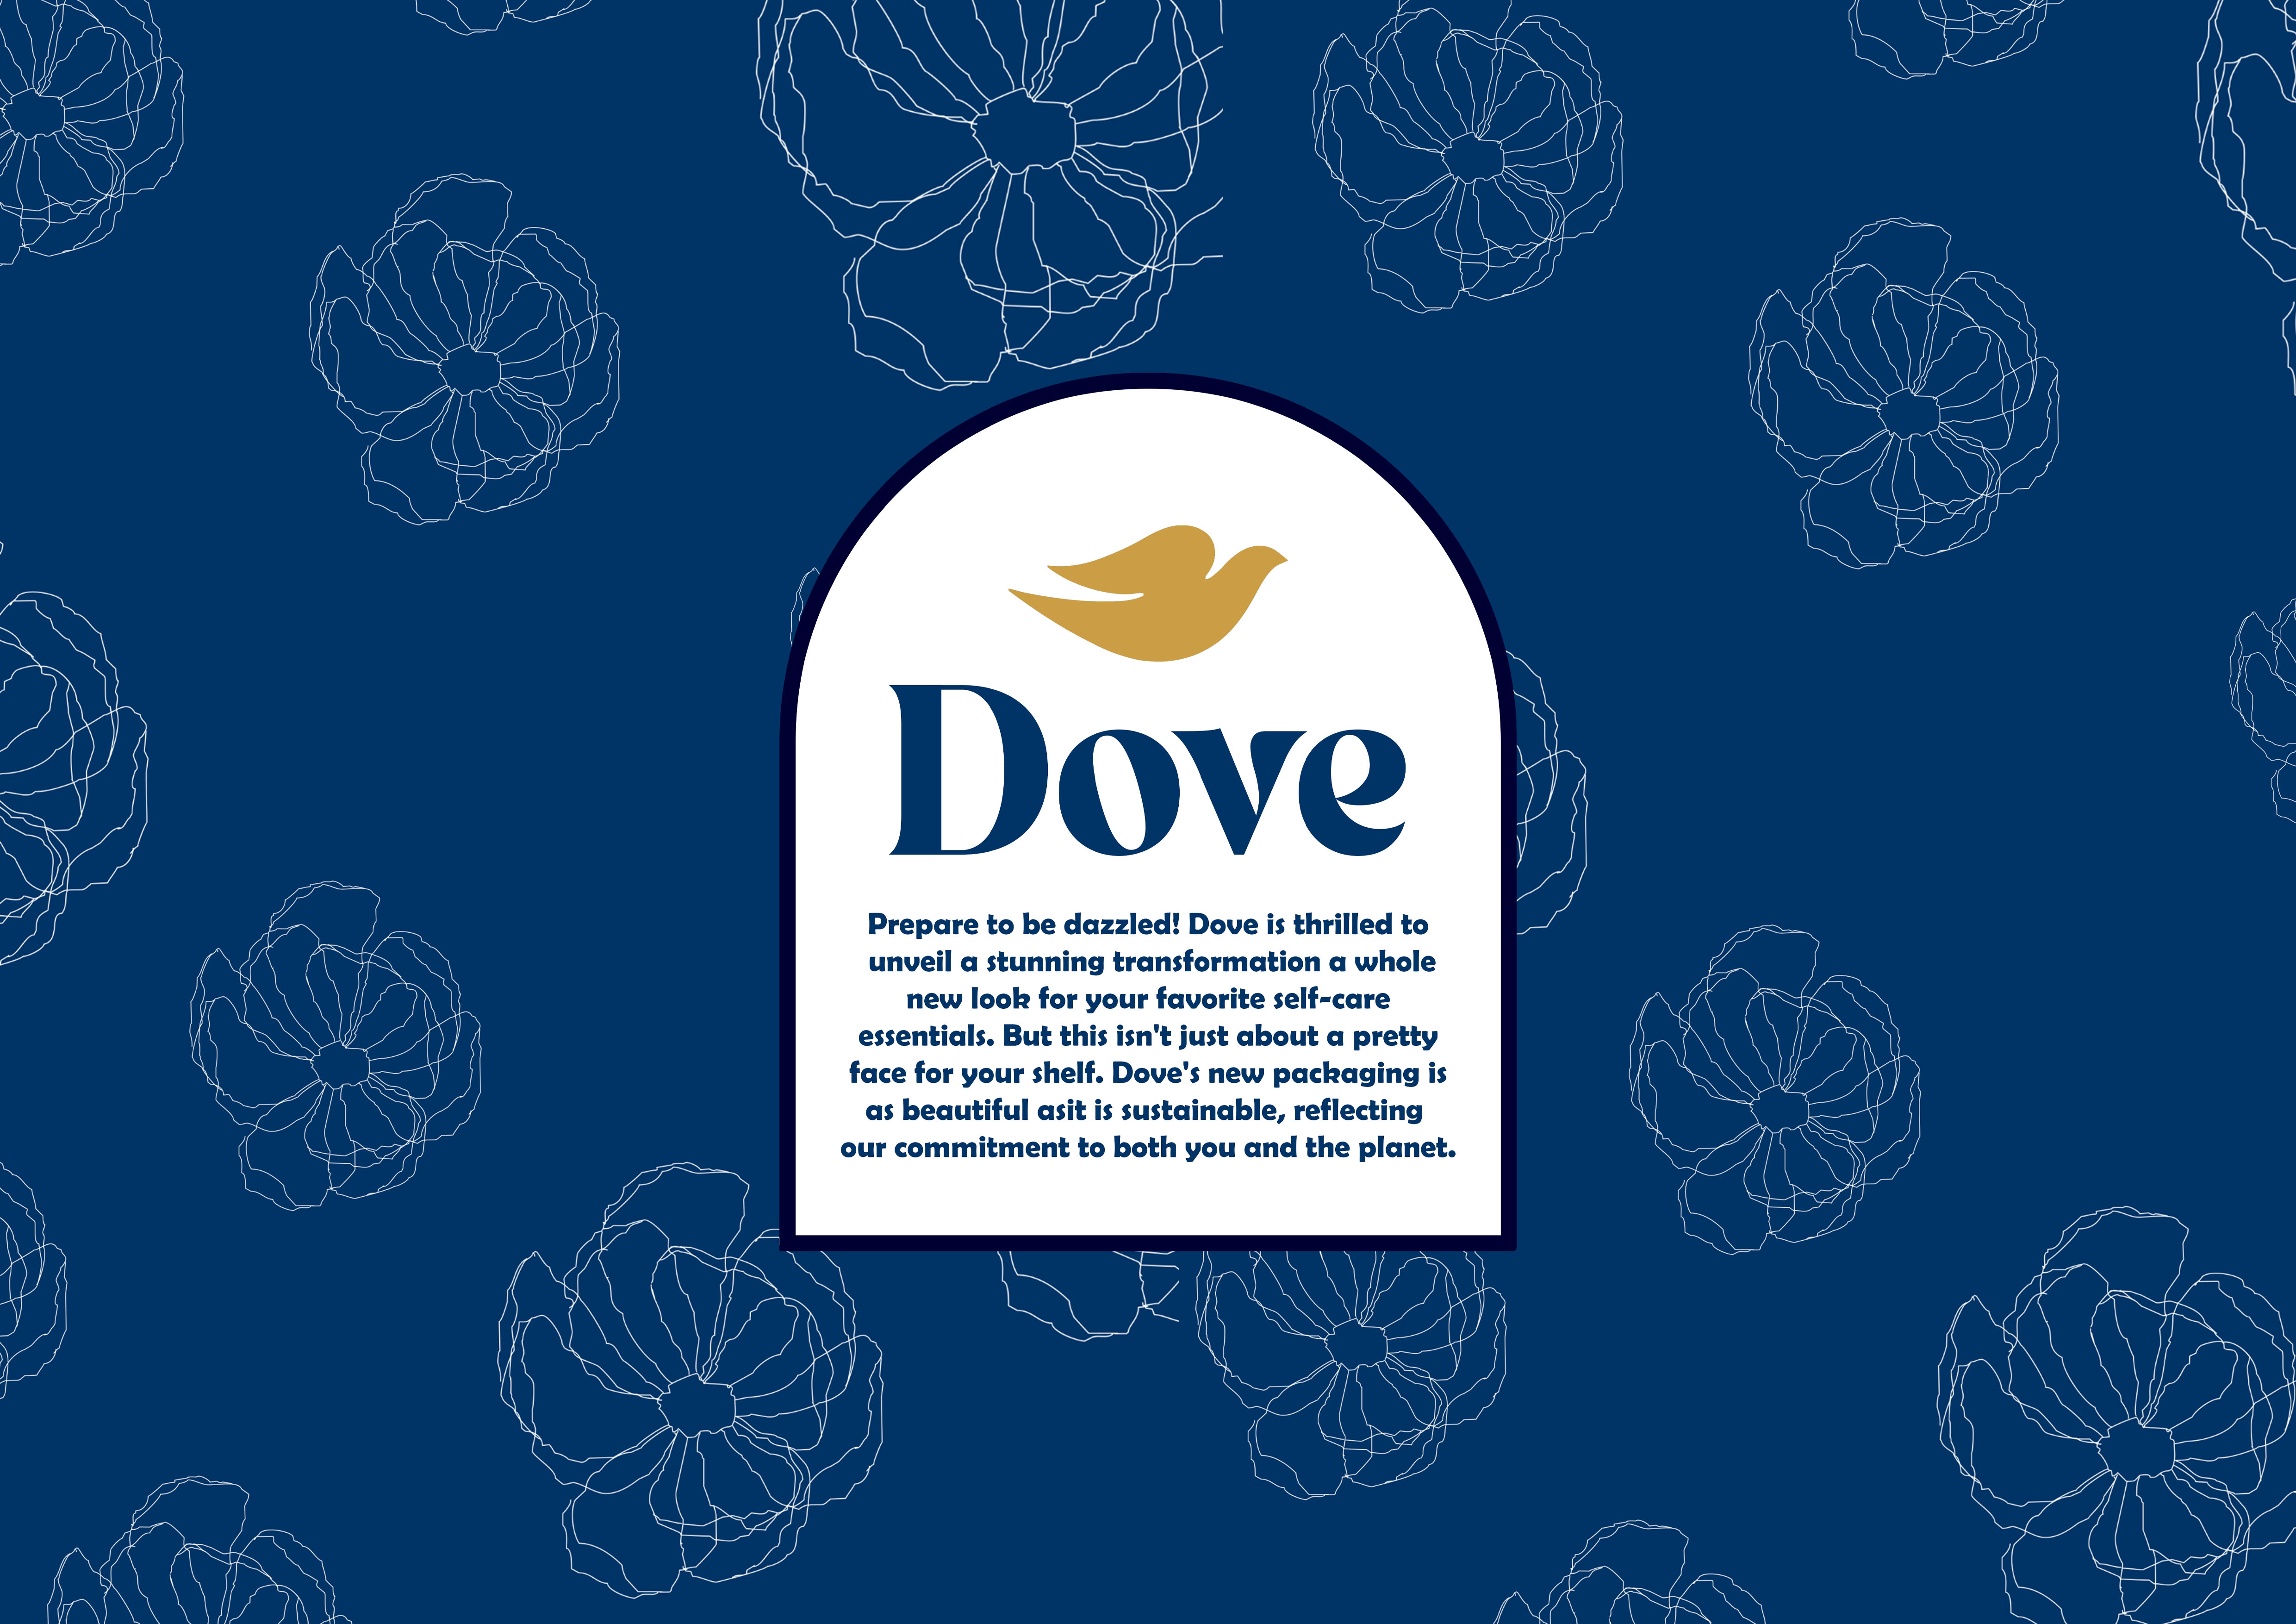 Dove
Prepare to be dazzled! Dove is thrilled to
unveil a stunning transformation a whole
new look for your favorite self-care
essentials. But this isn't just about a pretty
face for your shelf. Dove's new packaging is
as beautiful asit is sustainable, reflecting
our commitment to both you and the planet.